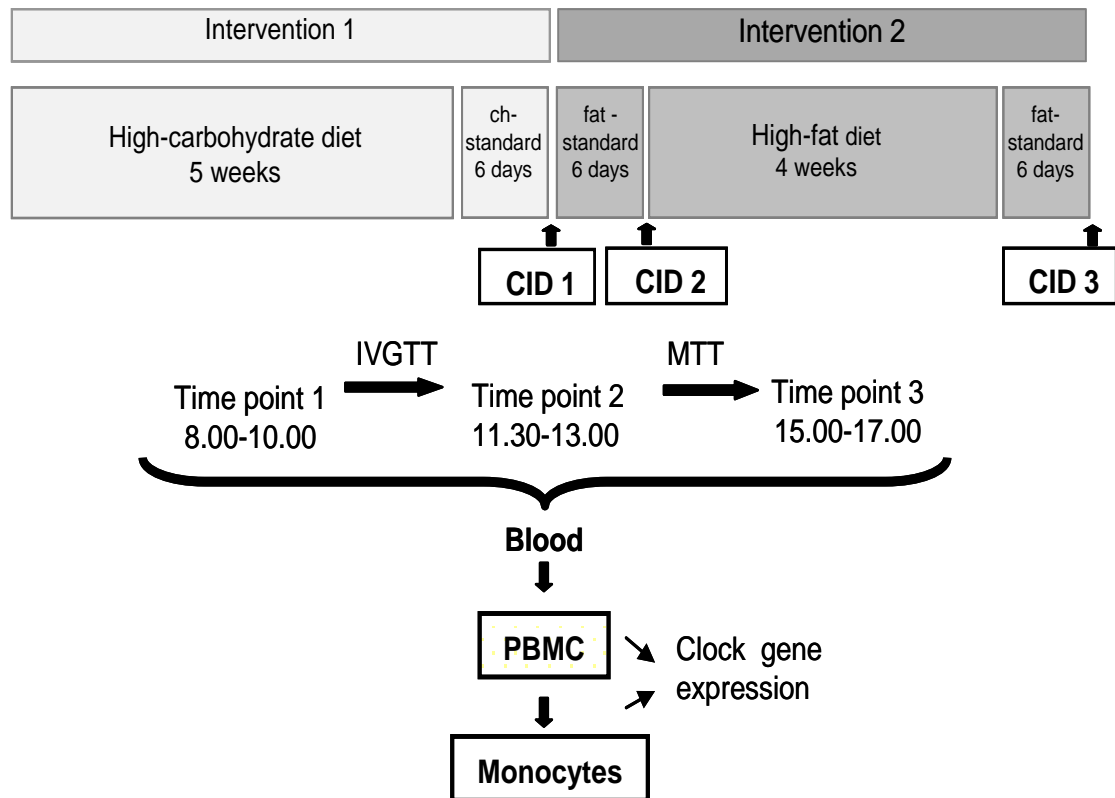 Intervention 1
Intervention 2
High-carbohydrate diet
5 weeks
ch-
standard
6 days
fat -
standard
6 days
High-fat diet
4 weeks
fat-
standard
6 days
CID 1
CID 2
CID 3
IVGTT
MTT
Time point 1
8.00-10.00
Time point 2
11.30-13.00
Time point 3
15.00-17.00
Blood
PBMC
Clock gene
expression
Monocytes